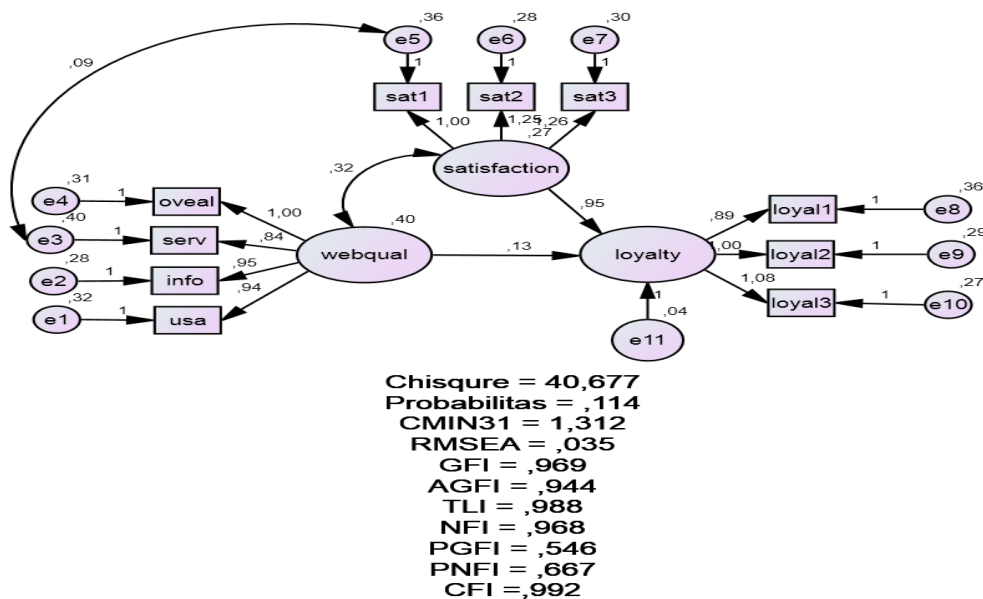 ,36 ,28 ,30
e5 e6 e7
,09 1 1 1
sat1 sat2 sat3
1,00 1,25 1,26
,27
satisfaction
,32
,31 ,95 ,36
e4 1 oveal ,89 loyal1 1 e8
,40 1,00 ,40 ,29
e3 1 serv ,84 webqual ,13 loyalty 1,00 loyal2 1 e9
,28 ,95 1,08 ,27
e2 1 info ,94 loyal3 1 e10
,32 1
e1 1 usa ,04
e11
Chisqure = 40,677
Probabilitas = ,114
CMIN31 = 1,312
RMSEA = ,035
GFI = ,969
AGFI = ,944
TLI = ,988
NFI = ,968
PGFI = ,546
PNFI = ,667
CFI =,992